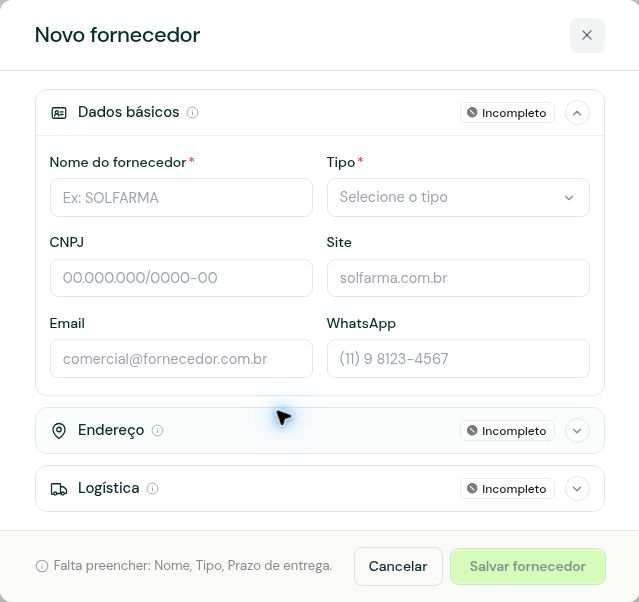 Novo fornecedor
Dados básicos
Incompleto
Nome do fornecedor*
Tipo*
Ex: SOLFARMA
Selecione o tipo
CNPJ
Site
00.000.000/0000-00
solfarma.com.br
Email
WhatsApp
comercial@fornecedor.com.br
(11) 9 8123-4567
Endereço
Incompleto
Logística
Incompleto
Falta preencher: Nome, Tipo, Prazo de entrega.
Cancelar
Salvar fornecedor